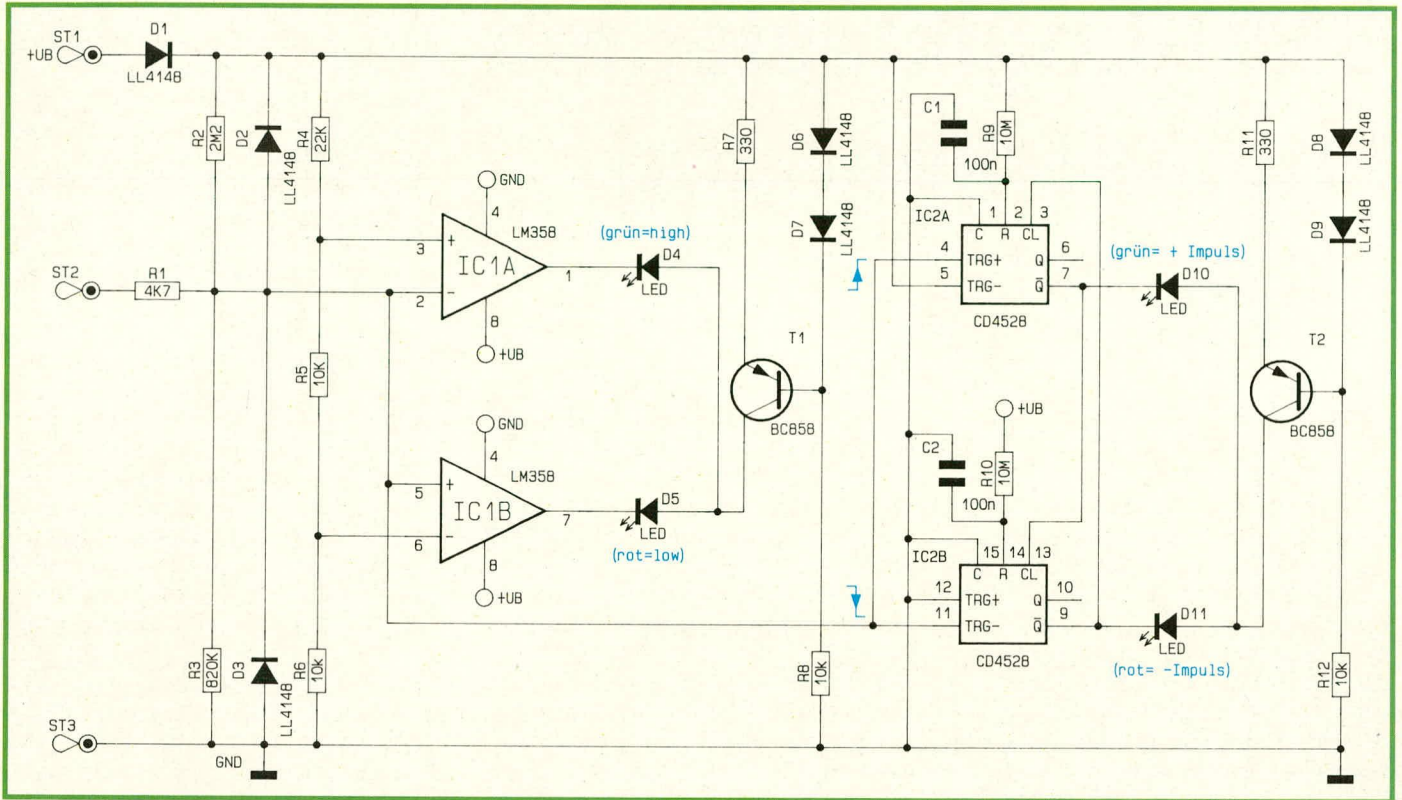 ST1
+UB
D1
LL4148
R2
2M2
D2
LL4148
R4
22K
GND
4
LM358
3
+
IC1A
1
2
-
8
+UB
(grün=high)
D4
LED
ST2
R1
4K7
R5
10K
GND
4
LM358
5
+
IC1B
7
6
-
8
+UB
D5
LED
(rot=low)
R3
820K
D3
LL4148
R6
10k
ST3
GND
R7
330
D6
LL4148
D7
LL4148
T1
BC858
R8
10k
C1
100n
R9
10M
IC2A
1 2 3
C R CL
4 TRG+ Q 6
5 TRG- Q̅ 7
CD4528
(grün= + Impuls)
D10
LED
+UB
C2
100n
R10
10M
IC2B
15 14 13
C R CL
12 TRG+ Q 10
11 TRG- Q̅ 9
CD4528
D11
LED
(rot= -Impuls)
R11
330
D8
LL4148
D9
LL4148
T2
BC858
R12
10k